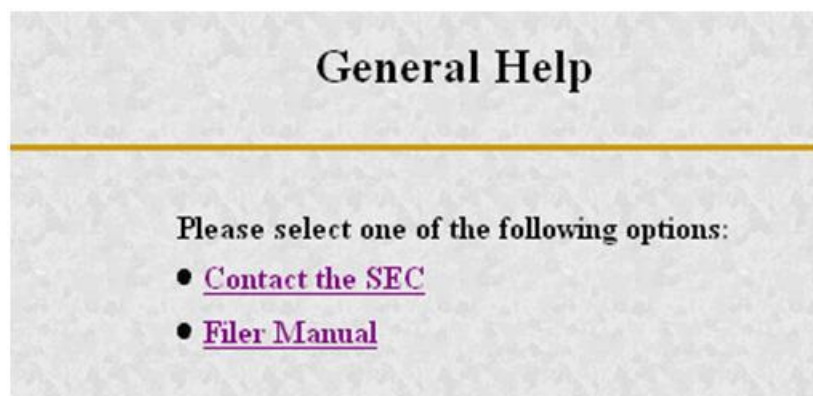 General Help
Please select one of the following options:
Contact the SEC
Filer Manual